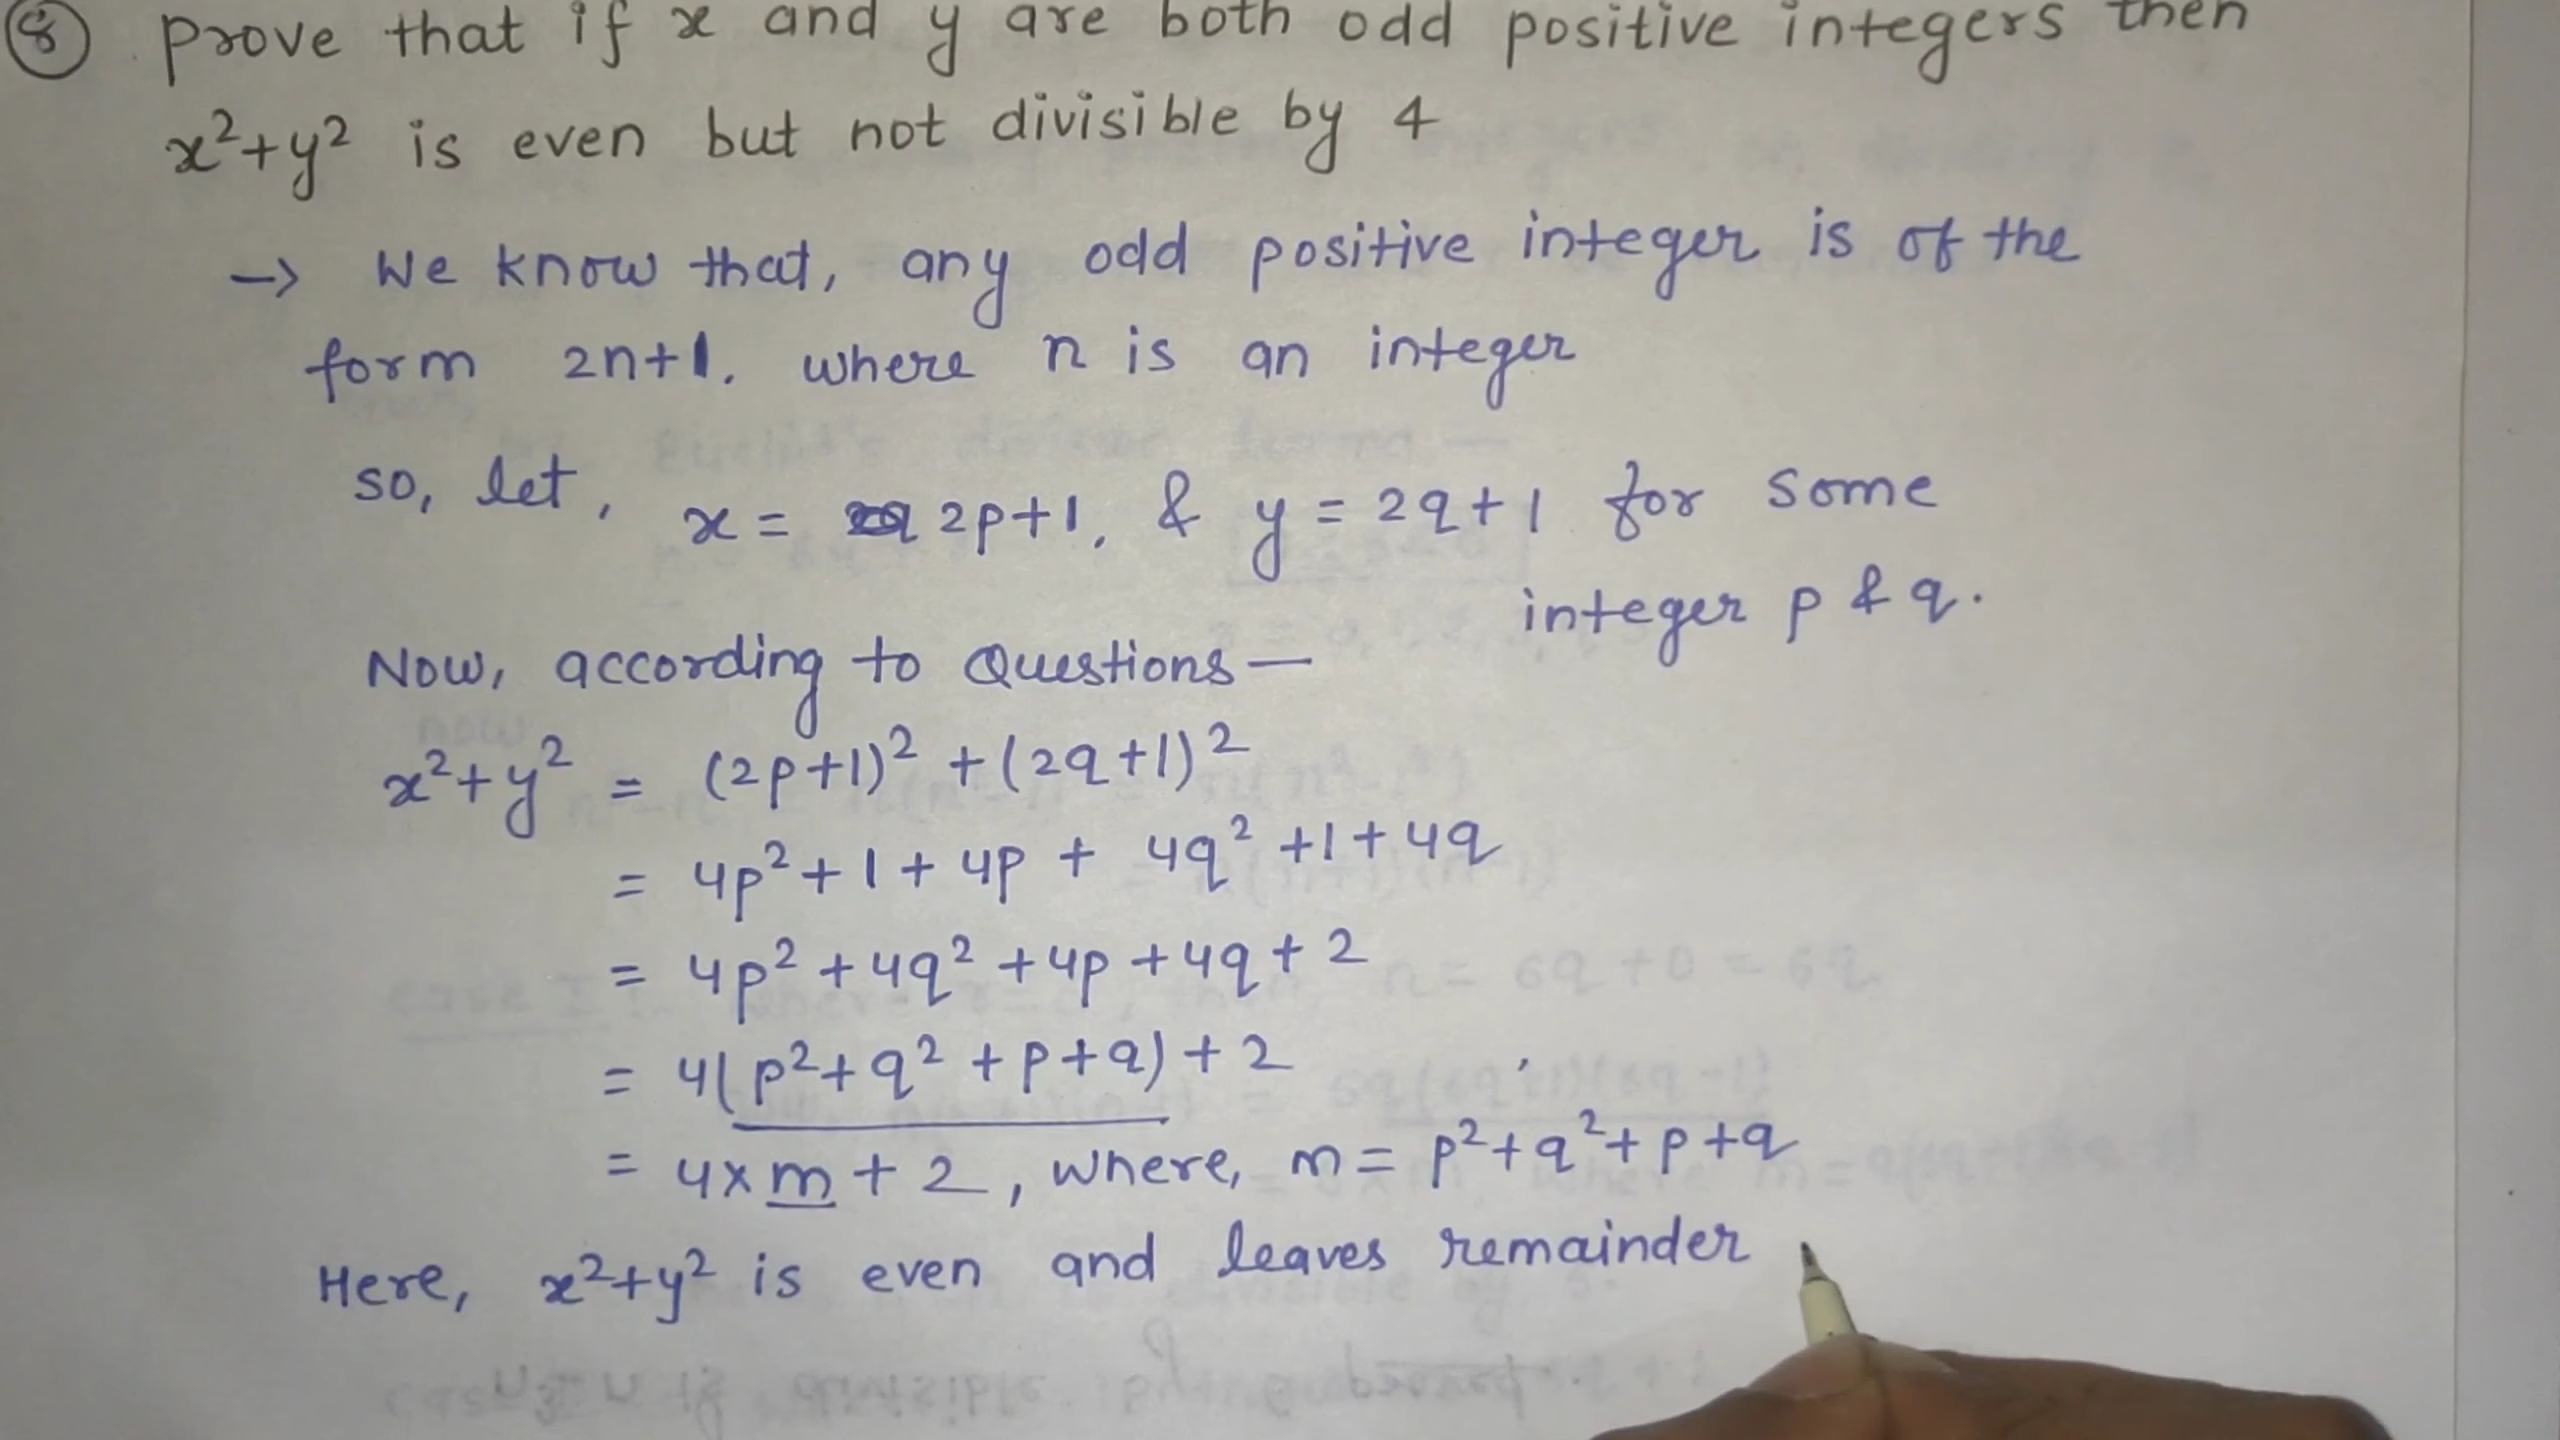 ⑧ prove that if x and y are both odd positive integers then
x²+y² is even but not divisible by 4
→ We know that, any odd positive integer is of the
form 2n+1. where n is an integer
so, let, x = 2p+1, & y = 2q+1 for some
integer p & q.
Now, according to Questions —
x²+y² = (2p+1)² + (2q+1)²
= 4p²+1+4p + 4q²+1+4q
= 4p²+4q²+4p+4q+2
= 4(p²+q²+p+q)+2
= 4×m+2, where, m = p²+q²+p+q
Here, x²+y² is even and leaves remainder